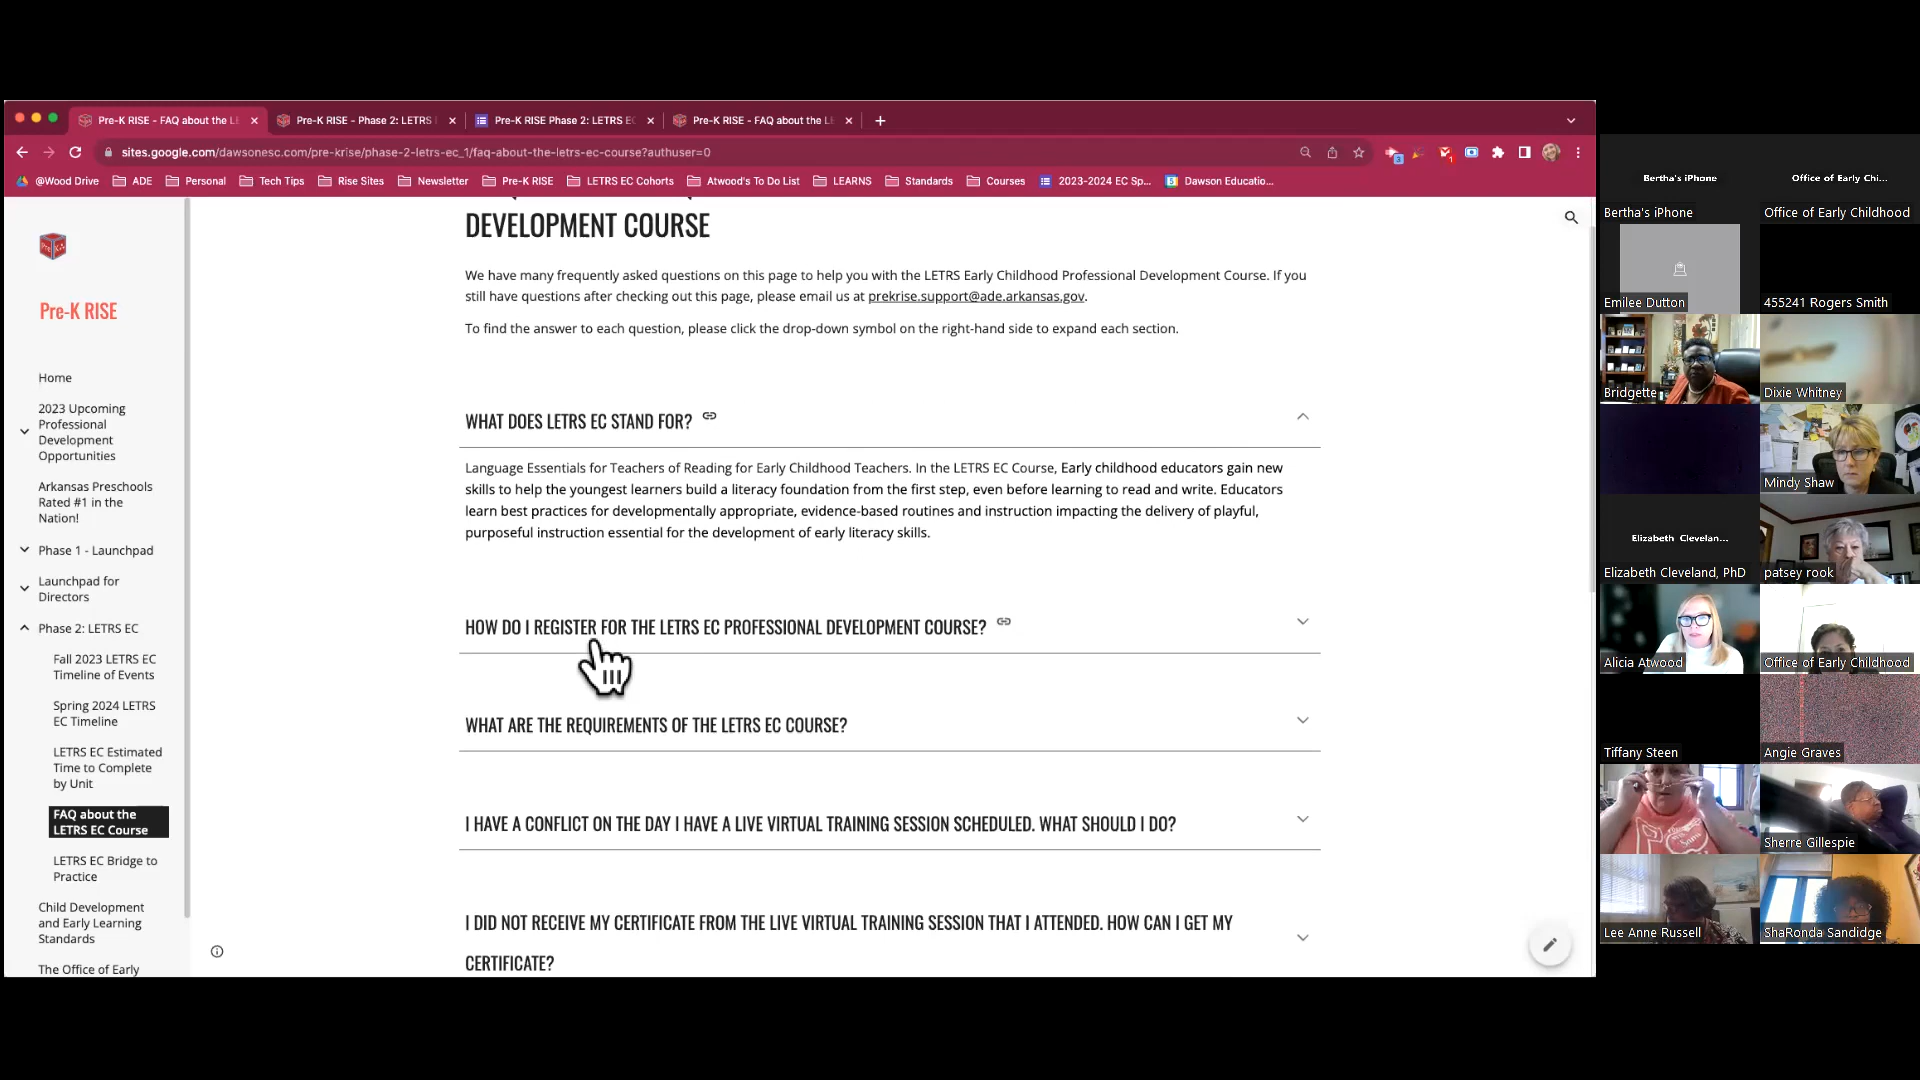 Pre-K RISE - FAQ about the LE
Pre-K RISE - Phase 2: LETRS
Pre-K RISE Phase 2: LETRS EC
Pre-K RISE - FAQ about the LE
sites.google.com/dawsonesc.com/pre-krise/phase-2-letrs-ec_1/faq-about-the-letrs-ec-course?authuser=0
@Wood Drive
ADE
Personal
Tech Tips
Rise Sites
Newsletter
Pre-K RISE
LETRS EC Cohorts
Atwood's To Do List
LEARNS
Standards
Courses
2023-2024 EC Sp...
Dawson Educatio...
Pre-K RISE
Home
2023 Upcoming
Professional
Development
Opportunities
Arkansas Preschools
Rated #1 in the
Nation!
Phase 1 - Launchpad
Launchpad for
Directors
Phase 2: LETRS EC
Fall 2023 LETRS EC
Timeline of Events
Spring 2024 LETRS
EC Timeline
LETRS EC Estimated
Time to Complete
by Unit
FAQ about the
LETRS EC Course
LETRS EC Bridge to
Practice
Child Development
and Early Learning
Standards
The Office of Early
DEVELOPMENT COURSE
We have many frequently asked questions on this page to help you with the LETRS Early Childhood Professional Development Course. If you
still have questions after checking out this page, please email us at prekrise.support@ade.arkansas.gov.
To find the answer to each question, please click the drop-down symbol on the right-hand side to expand each section.
WHAT DOES LETRS EC STAND FOR?
Language Essentials for Teachers of Reading for Early Childhood Teachers. In the LETRS EC Course, Early childhood educators gain new
skills to help the youngest learners build a literacy foundation from the first step, even before learning to read and write. Educators
learn best practices for developmentally appropriate, evidence-based routines and instruction impacting the delivery of playful,
purposeful instruction essential for the development of early literacy skills.
HOW DO I REGISTER FOR THE LETRS EC PROFESSIONAL DEVELOPMENT COURSE?
WHAT ARE THE REQUIREMENTS OF THE LETRS EC COURSE?
I HAVE A CONFLICT ON THE DAY I HAVE A LIVE VIRTUAL TRAINING SESSION SCHEDULED. WHAT SHOULD I DO?
I DID NOT RECEIVE MY CERTIFICATE FROM THE LIVE VIRTUAL TRAINING SESSION THAT I ATTENDED. HOW CAN I GET MY
CERTIFICATE?
Bertha's iPhone
Office of Early Chi...
Bertha's iPhone
Office of Early Childhood
Emilee Dutton
455241 Rogers Smith
Bridgette
Dixie Whitney
Mindy Shaw
Elizabeth Clevelan...
Elizabeth Cleveland, PhD
patsey rook
Alicia Atwood
Office of Early Childhood
Tiffany Steen
Angie Graves
Sherre Gillespie
Lee Anne Russell
ShaRonda Sandidge